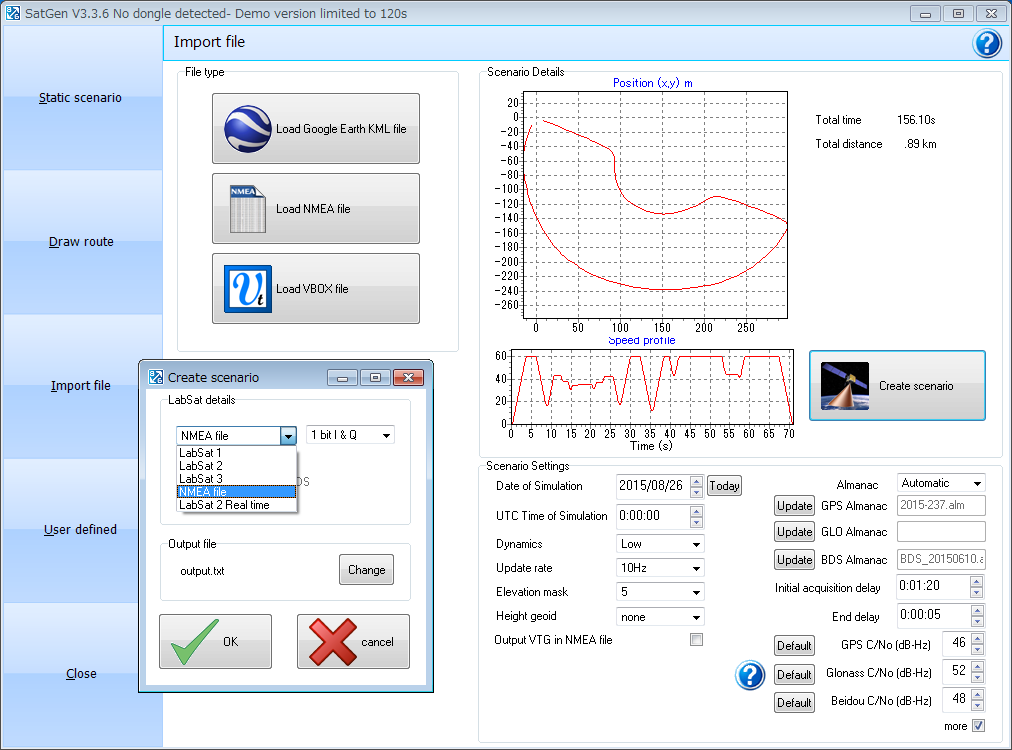 SatGen V3.3.6 No dongle detected- Demo version limited to 120s
Import file
Static scenario
Draw route
Import file
User defined
Close
File type
Load Google Earth KML file
NMEA
Load NMEA file
Vt
Load VBOX file
Scenario Details
Position (x,y) m
20
0
-20
-40
-60
-80
-100
-120
-140
-160
-180
-200
-220
-240
-260
0 50 100 150 200 250
Total time 156.10s
Total distance .89 km
Speed profile
60
40
20
0
0 5 10 15 20 25 30 35 40 45 50 55 60 65 70
Time (s)
Create scenario
Create scenario
LabSat details
NMEA file
1 bit I & Q
LabSat 1
LabSat 2
LabSat 3
NMEA file
LabSat 2 Real time
Output file
output.txt
Change
OK
cancel
Scenario Settings
Date of Simulation 2015/08/26 Today
UTC Time of Simulation 0:00:00
Dynamics Low
Update rate 10Hz
Elevation mask 5
Height geoid none
Output VTG in NMEA file
Almanac Automatic
Update GPS Almanac 2015-237.alm
Update GLO Almanac
Update BDS Almanac BDS_20150610.a
Initial acquisition delay 0:01:20
End delay 0:00:05
Default GPS C/No (dB-Hz) 46
Default Glonass C/No (dB-Hz) 52
Default Beidou C/No (dB-Hz) 48
more